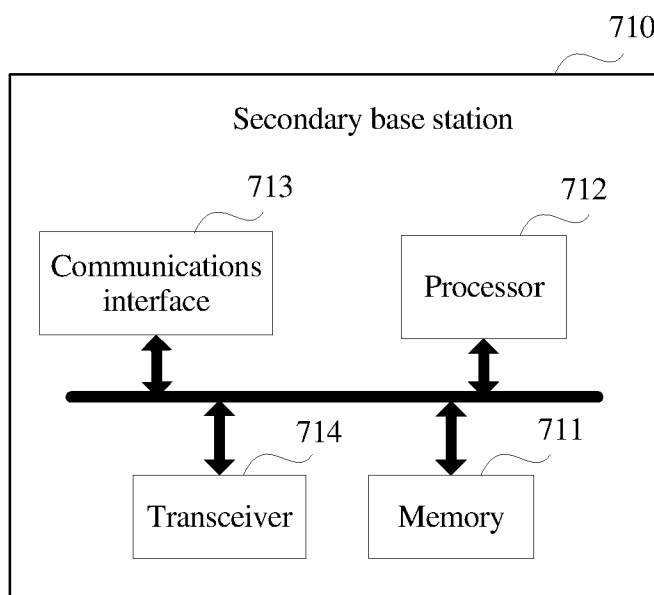 710
Secondary base station
713
712
Communications
interface
Processor
714
711
Transceiver
Memory